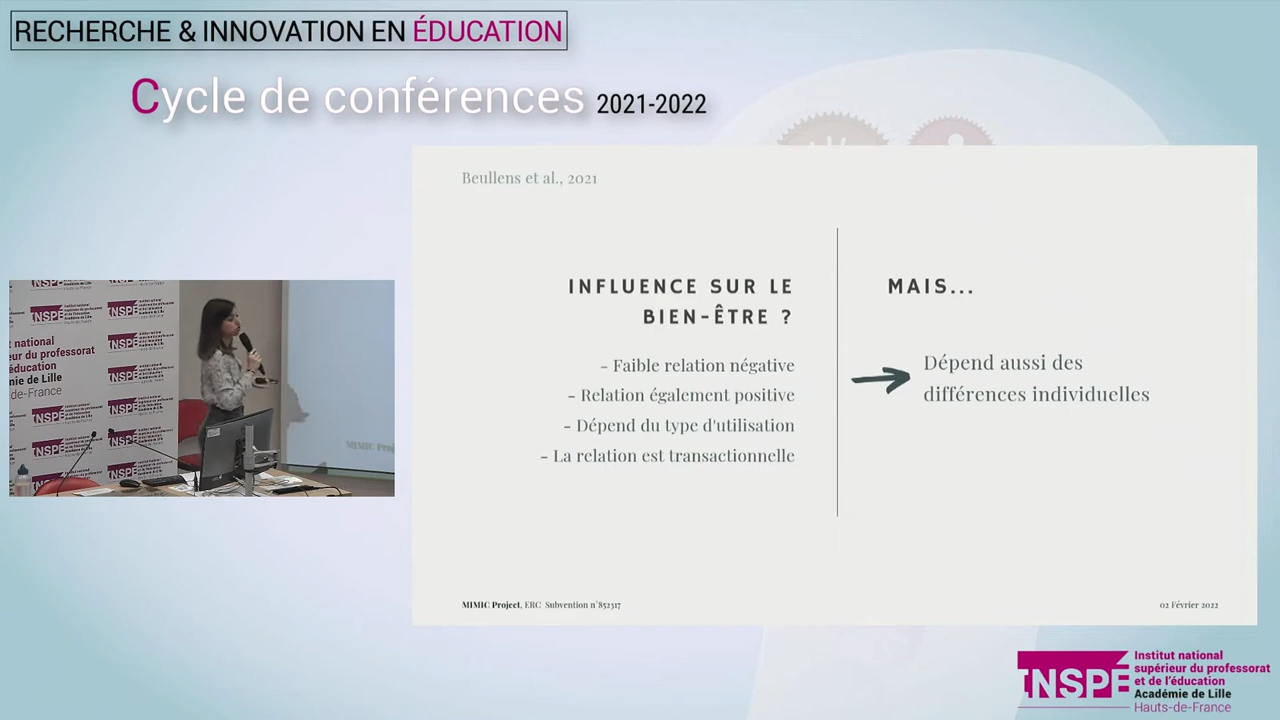 RECHERCHE & INNOVATION EN ÉDUCATION
Cycle de conférences 2021-2022
Beullens et al., 2021
INFLUENCE SUR LE
BIEN-ÊTRE ?
- Faible relation négative
- Relation également positive
- Dépend du type d'utilisation
- La relation est transactionnelle
MAIS...
Dépend aussi des
différences individuelles
MIMIC Project, ERC Subvention n°852317
02 Février 2022
INSPÉ
Institut national
supérieur du professorat
et de l'éducation
Académie de Lille
Hauts-de-France